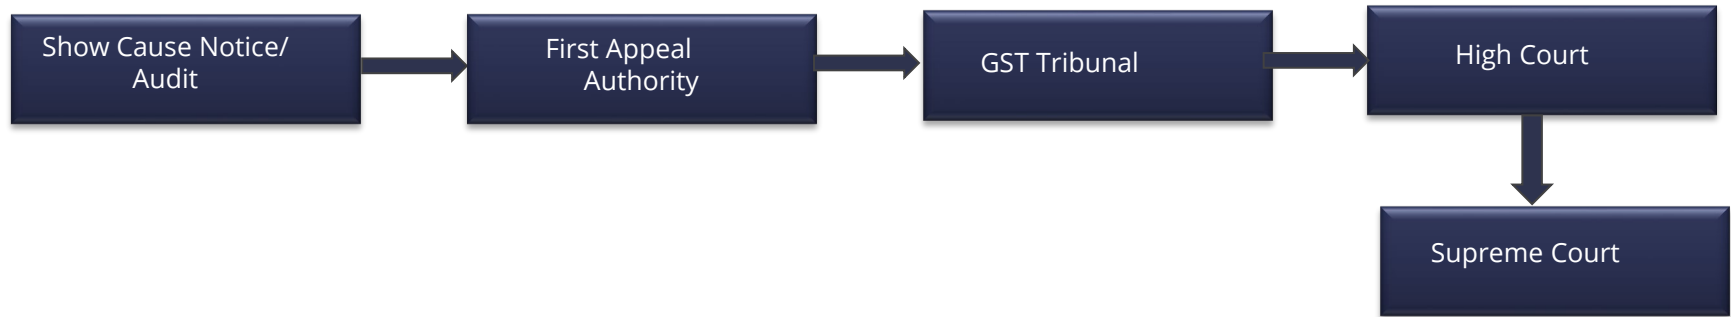 Show Cause Notice/
Audit
First Appeal
Authority
GST Tribunal
High Court
Supreme Court